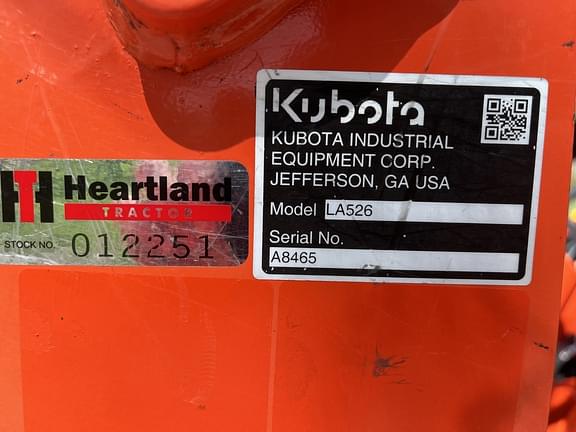 Kubota
KUBOTA INDUSTRIAL
EQUIPMENT CORP.
JEFFERSON, GA USA
Model LA526
Serial No.
A8465
H Heartland
TRACTOR
STOCK NO. 012251